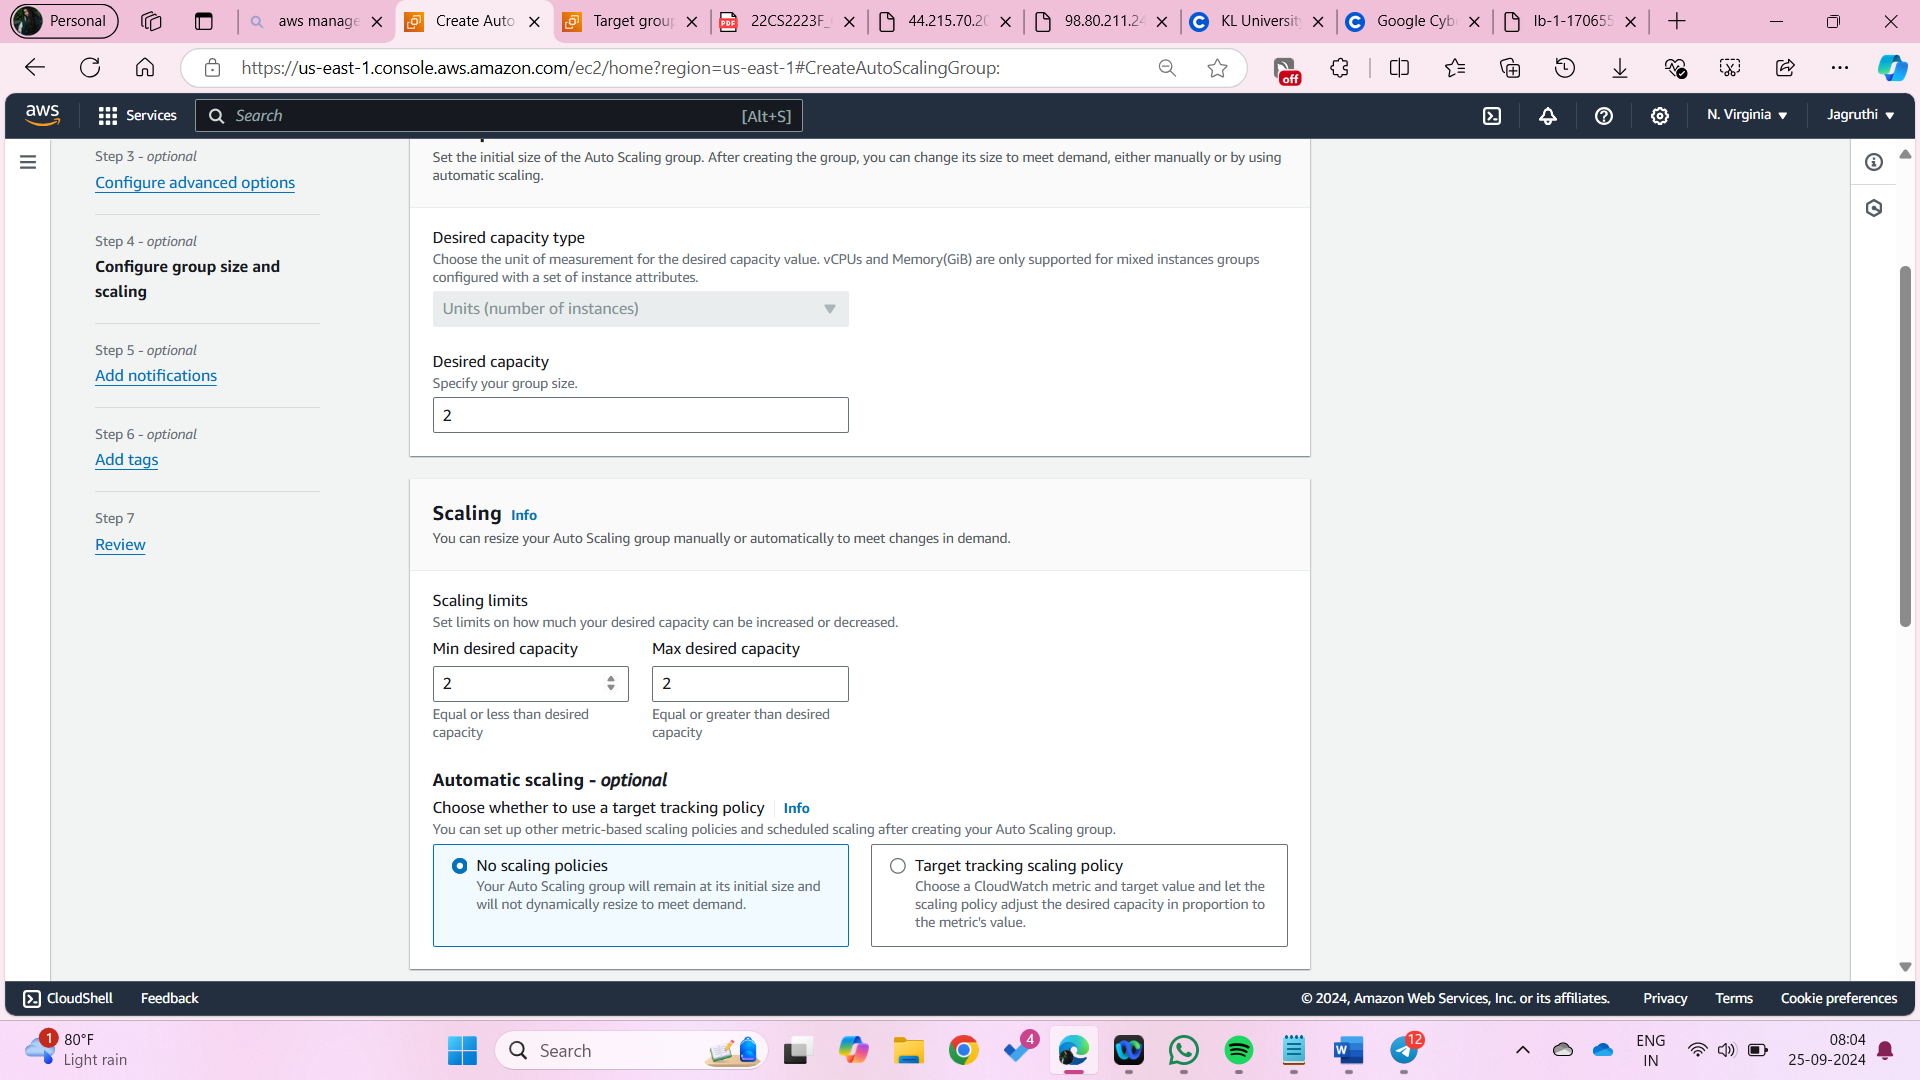 Personal
aws manage
Create Auto
Target group
22CS2223F_
44.215.70.20
98.80.211.24
KL University
Google Cybe
lb-1-170655
https://us-east-1.console.aws.amazon.com/ec2/home?region=us-east-1#CreateAutoScalingGroup:
off
aws
Services
Search
[Alt+S]
N. Virginia
Jagruthi
Step 3 - optional
Configure advanced options
Step 4 - optional
Configure group size and
scaling
Step 5 - optional
Add notifications
Step 6 - optional
Add tags
Step 7
Review
Set the initial size of the Auto Scaling group. After creating the group, you can change its size to meet demand, either manually or by using
automatic scaling.
Desired capacity type
Choose the unit of measurement for the desired capacity value. vCPUs and Memory(GiB) are only supported for mixed instances groups
configured with a set of instance attributes.
Units (number of instances)
Desired capacity
Specify your group size.
2
Scaling Info
You can resize your Auto Scaling group manually or automatically to meet changes in demand.
Scaling limits
Set limits on how much your desired capacity can be increased or decreased.
Min desired capacity
Max desired capacity
2
2
Equal or less than desired
capacity
Equal or greater than desired
capacity
Automatic scaling - optional
Choose whether to use a target tracking policy Info
You can set up other metric-based scaling policies and scheduled scaling after creating your Auto Scaling group.
No scaling policies
Your Auto Scaling group will remain at its initial size and
will not dynamically resize to meet demand.
Target tracking scaling policy
Choose a CloudWatch metric and target value and let the
scaling policy adjust the desired capacity in proportion to
the metric's value.
CloudShell
Feedback
© 2024, Amazon Web Services, Inc. or its affiliates.
Privacy
Terms
Cookie preferences
1
80°F
Light rain
Search
4
12
ENG
IN
08:04
25-09-2024